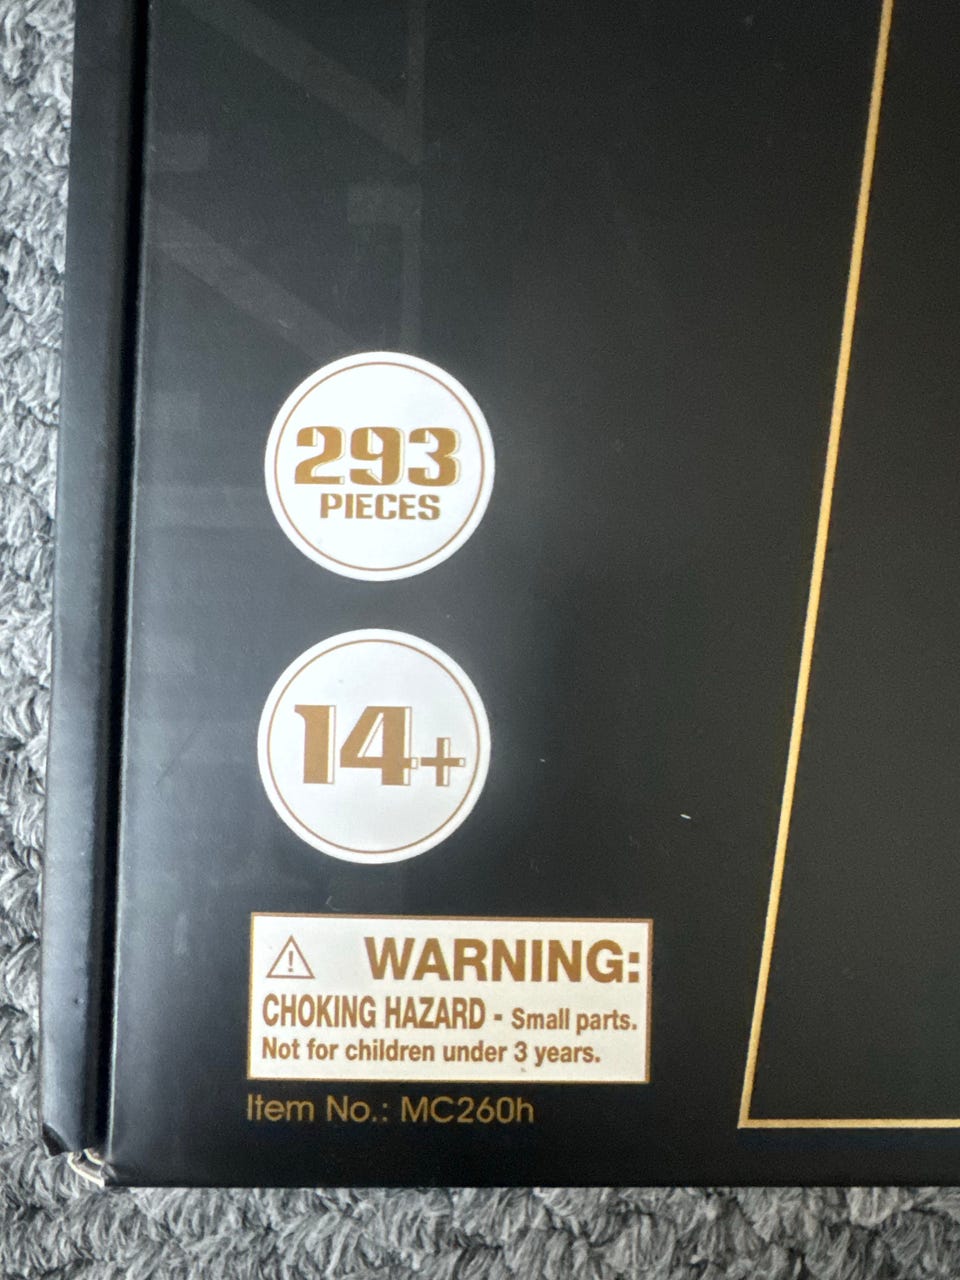 293
PIECES
14+
WARNING:
CHOKING HAZARD - Small parts.
Not for children under 3 years.
Item No.: MC260h